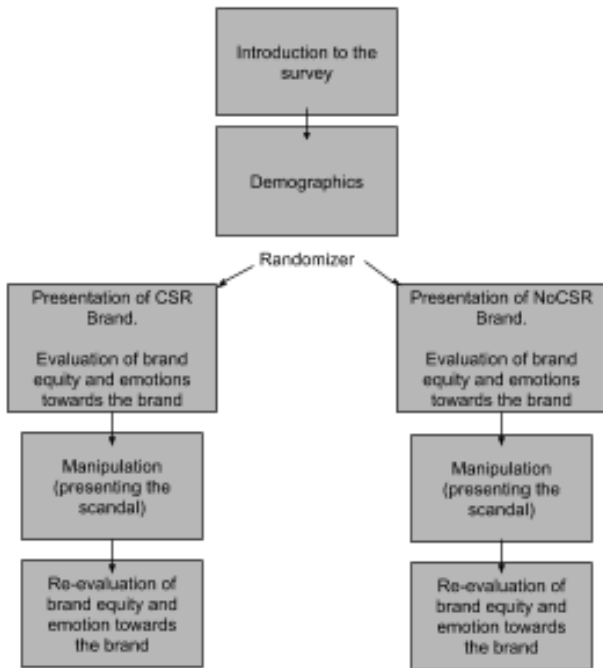 Introduction to the
survey
Demographics
Randomizer
Presentation of CSR
Brand.
Evaluation of brand
equity and emotions
towards the brand
Presentation of NoCSR
Brand.
Evaluation of brand
equity and emotions
towards the brand
Manipulation
(presenting the
scandal)
Manipulation
(presenting the
scandal)
Re-evaluation of
brand equity and
emotion towards
the brand
Re-evaluation of
brand equity and
emotion towards
the brand